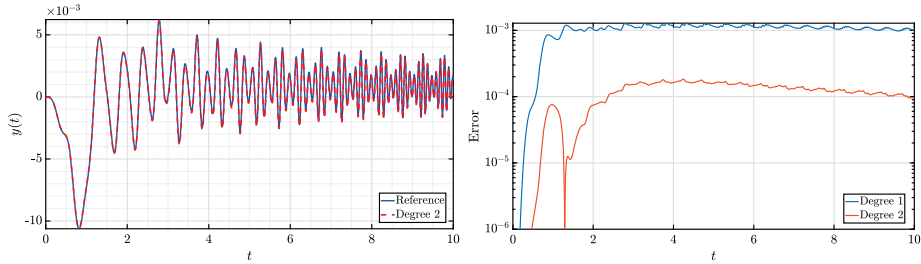 ×10⁻³
5
0
-5
-10
y(t)
0 2 4 6 8 10
t
Reference
Degree 2
10⁻³
10⁻⁴
10⁻⁵
10⁻⁶
Error
0 2 4 6 8 10
t
Degree 1
Degree 2